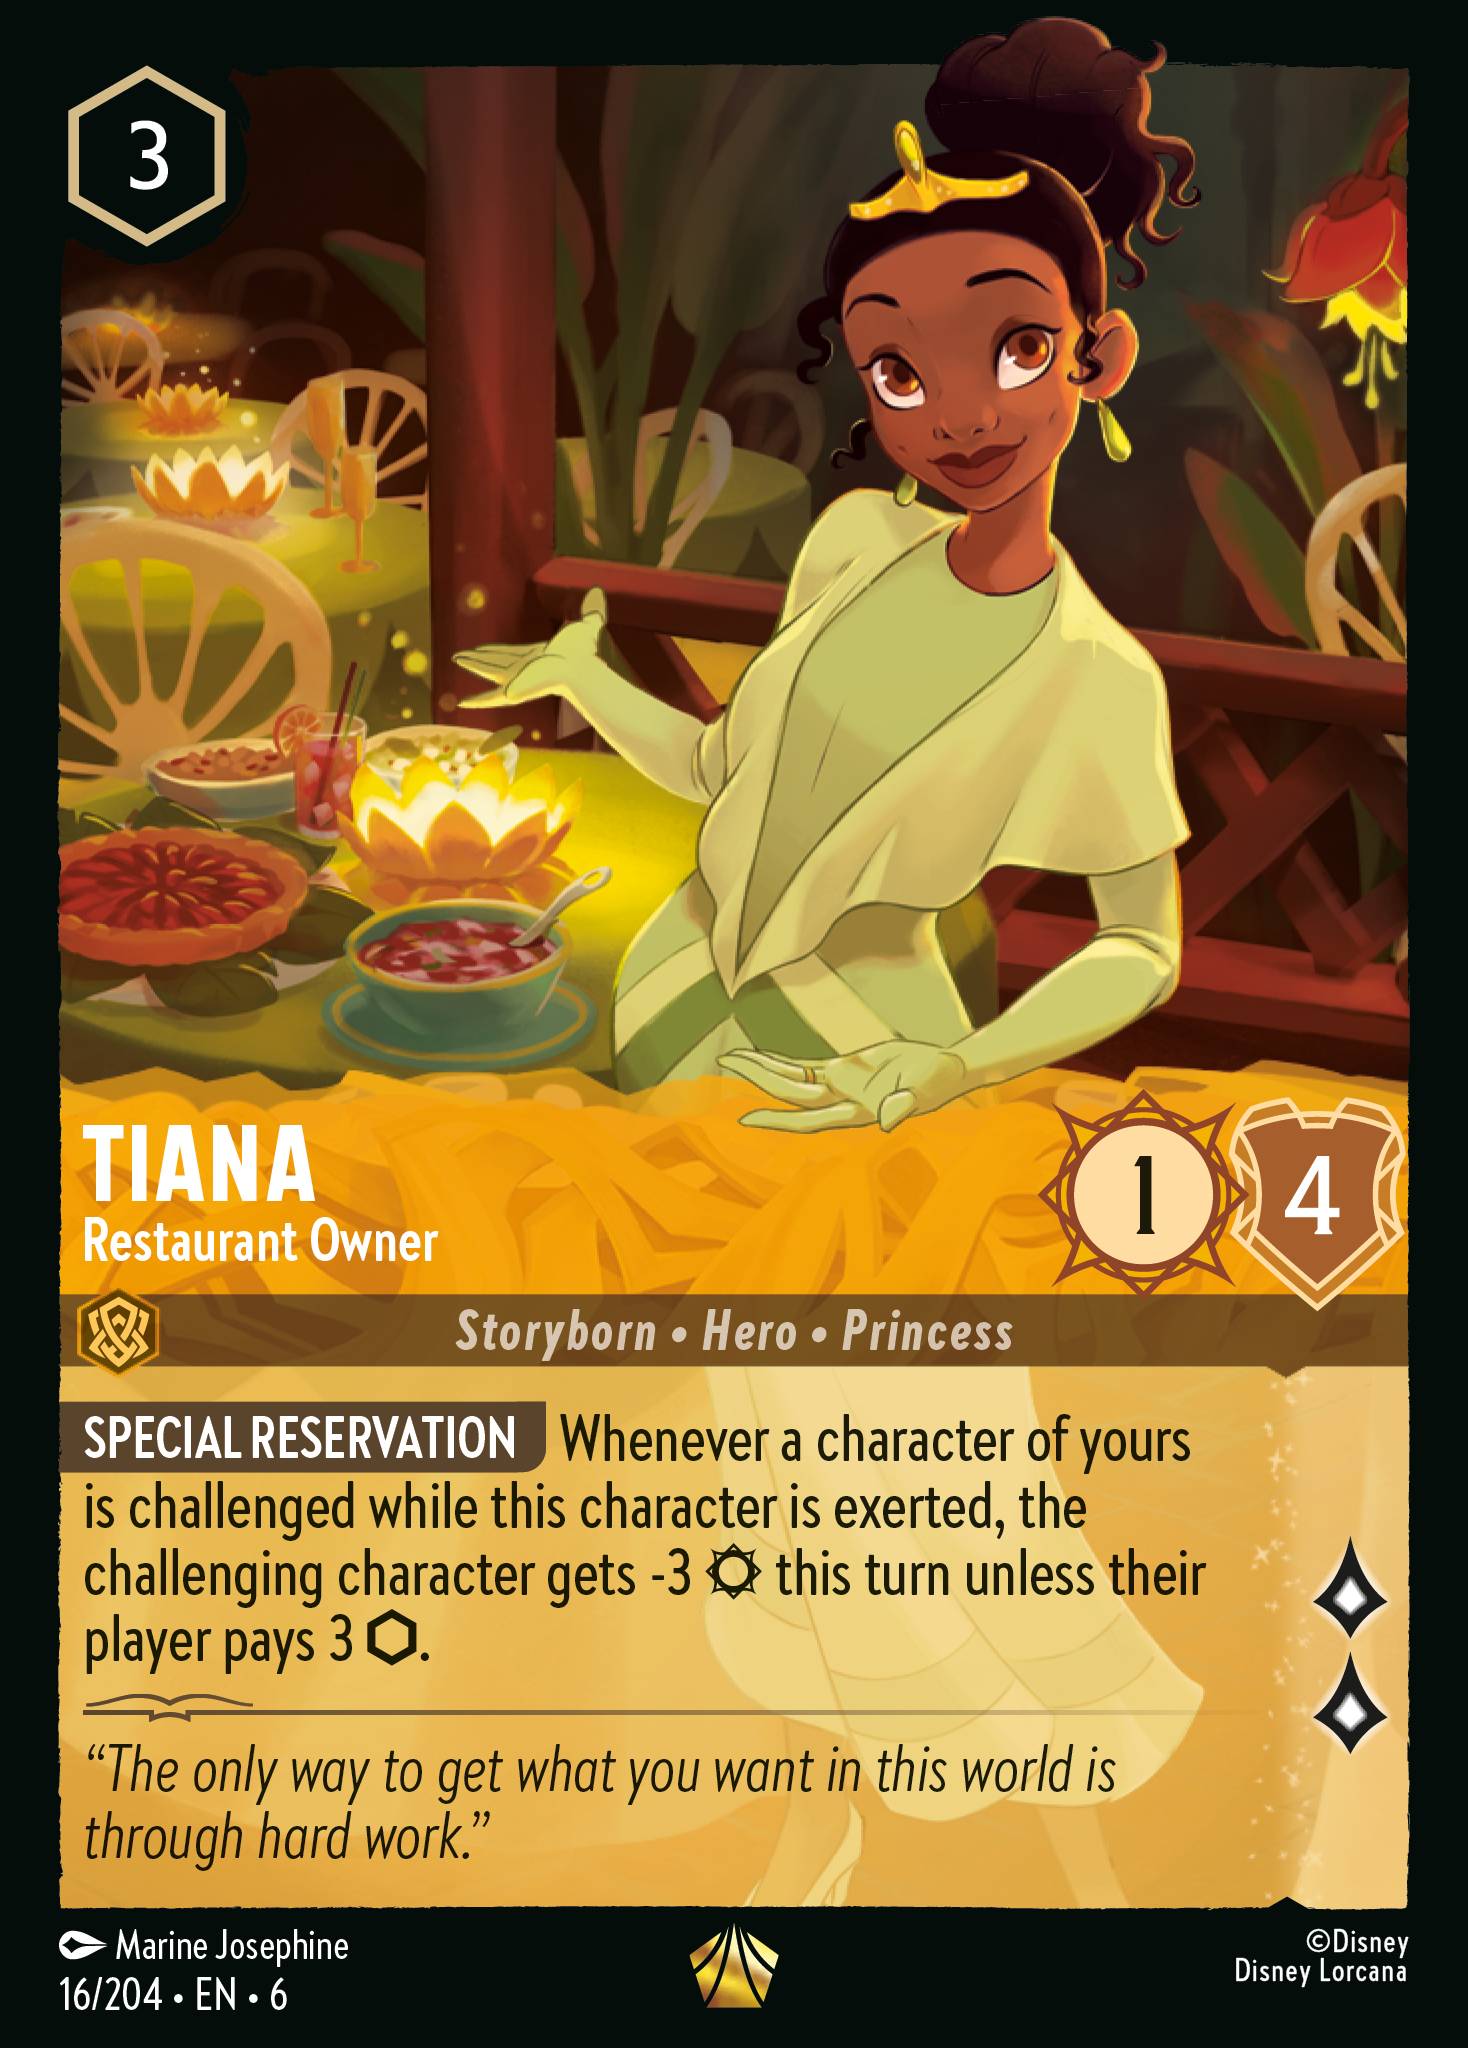 3
TIANA
Restaurant Owner
1
4
Storyborn • Hero • Princess
SPECIAL RESERVATION Whenever a character of yours
is challenged while this character is exerted, the
challenging character gets -3 this turn unless their
player pays 3 .
“The only way to get what you want in this world is
through hard work.”
Marine Josephine
16/204 • EN • 6
©Disney
Disney Lorcana